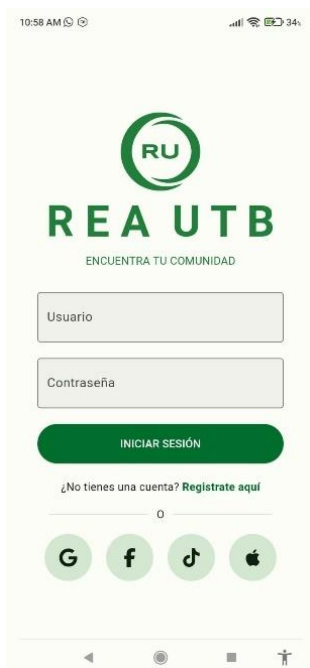 10:58 AM
34%
RU
REA UTB
ENCUENTRA TU COMUNIDAD
Usuario
Contraseña
INICIAR SESIÓN
¿No tienes una cuenta? Registrate aquí
O